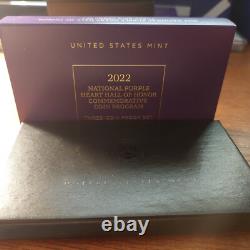 UNITED STATES MINT
2022
NATIONAL PURPLE
HEART HALL OF HONOR
COMMEMORATIVE
COIN PROGRAM
THREE-COIN PROOF SET